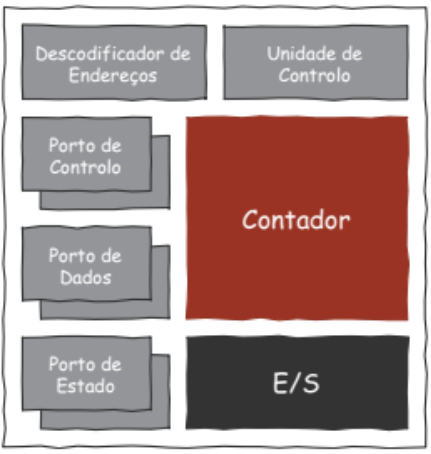 Descodificador de
Endereços
Unidade de
Controlo
Porto de
Controlo
Contador
Porto de
Dados
Porto de
Estado
E/S